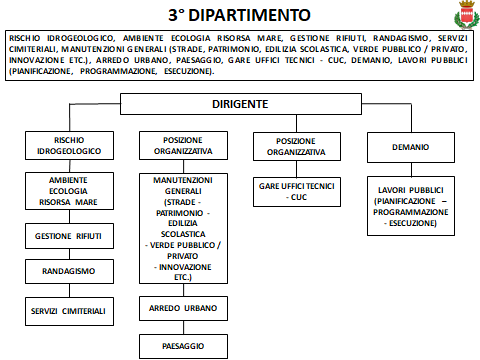 3° DIPARTIMENTO
RISCHIO IDROGEOLOGICO, AMBIENTE ECOLOGIA RISORSA MARE, GESTIONE RIFIUTI, RANDAGISMO, SERVIZI
CIMITERIALI, MANUTENZIONI GENERALI (STRADE, PATRIMONIO, EDILIZIA SCOLASTICA, VERDE PUBBLICO / PRIVATO,
INNOVAZIONE ETC.), ARREDO URBANO, PAESAGGIO, GARE UFFICI TECNICI - CUC, DEMANIO, LAVORI PUBBLICI
(PIANIFICAZIONE, PROGRAMMAZIONE, ESECUZIONE).
DIRIGENTE
RISCHIO
IDROGEOLOGICO
AMBIENTE
ECOLOGIA
RISORSA MARE
GESTIONE RIFIUTI
RANDAGISMO
SERVIZI CIMITERIALI
POSIZIONE
ORGANIZZATIVA
MANUTENZIONI
GENERALI
(STRADE -
PATRIMONIO -
EDILIZIA
SCOLASTICA
- VERDE PUBBLICO /
PRIVATO
- INNOVAZIONE
ETC.)
ARREDO URBANO
PAESAGGIO
POSIZIONE
ORGANIZZATIVA
GARE UFFICI TECNICI
- CUC
DEMANIO
LAVORI PUBBLICI
(PIANIFICAZIONE –
PROGRAMMAZIONE
- ESECUZIONE)